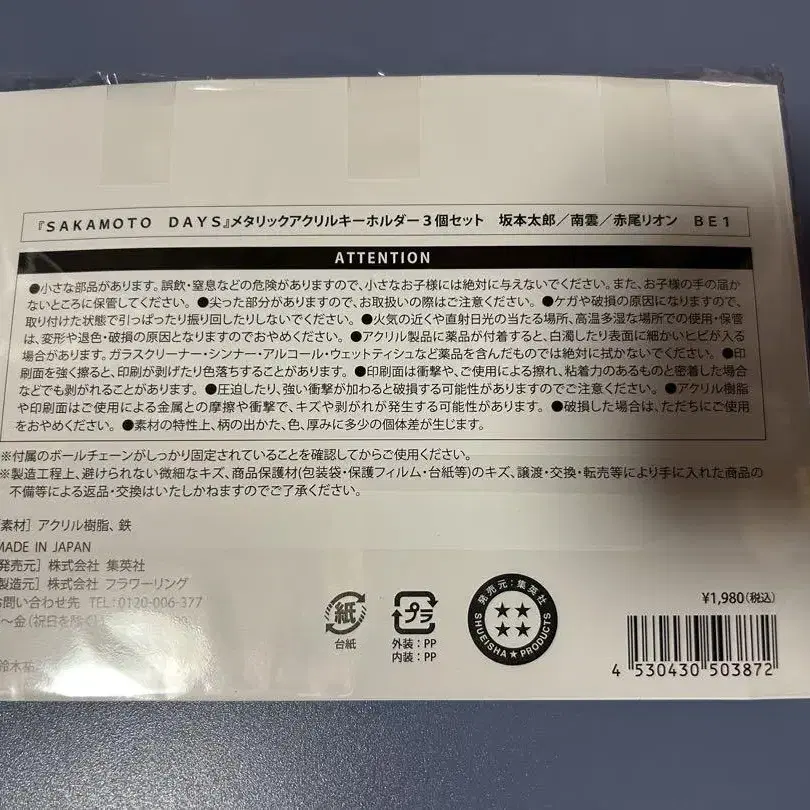 『SAKAMOTO DAYS』メタリックアクリルキーホルダー3個セット 坂本太郎／南雲／赤尾リオン BE1
ATTENTION
●小さな部品があります。誤飲・窒息などの危険がありますので、小さなお子様には絶対に与えないでください。また、お子様の手の届か
ないところに保管してください。 ●尖った部分がありますので、お取扱いの際はご注意ください。 ●ケガや破損の原因になりますので、
取り付けた状態で引っぱったり振り回したりしないでください。 ●火気の近くや直射日光の当たる場所、高温多湿な場所での使用・保管
は、変形や退色・破損の原因となりますのでおやめください。 ●アクリル製品に薬品が付着すると、白濁したり表面に細かいヒビが入る
場合があります。ガラスクリーナー・シンナー・アルコール・ウェットティシュなど薬品を含んだものでは絶対に拭かないでください。 ●印
刷面を強く擦ると、印刷が剥げたり色落ちすることがあります。 ●印刷面は衝撃や、ご使用による擦れ、粘着力のあるものと密着した場合
などでも剥がれることがあります。 ●圧迫したり、強い衝撃が加わると破損する可能性がありますのでご注意ください。 ●アクリル樹脂
や印刷面はご使用による金属との摩擦や衝撃で、キズや剥がれが発生する可能性があります。 ●破損した場合は、ただちにご使用
をおやめください。 ●素材の特性上、柄の出かた、色、厚みに多少の個体差が生じます。
※付属のボールチェーンがしっかり固定されていることを確認してからご使用ください。
※製造工程上、避けられない微細なキズ、商品保護材(包装袋・保護フィルム・台紙等)のキズ、譲渡・交換・転売等により手に入れた商品の
不備等による返品・交換はいたしかねますのでご了承ください。
素材］アクリル樹脂、鉄
MADE IN JAPAN
発売元］株式会社 集英社
製造元］株式会社 フラワーリング
お問い合わせ先 TEL:0120-006-377
～金(祝日を除く)
鈴木祐
紙
台紙
プラ
外装：PP
内装：PP
発売元：集英社
SHUEISHA★PRODUCTS
¥1,980(税込)
4 530430 503872